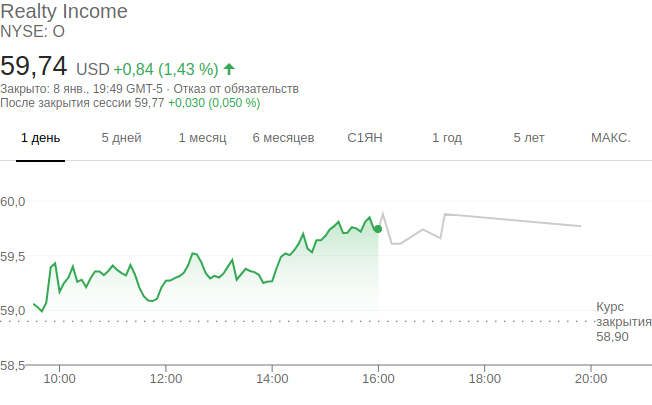 Realty Income
NYSE: O
59,74 USD +0,84 (1,43 %)
Закрыто: 8 янв., 19:49 GMT-5 · Отказ от обязательств
После закрытия сессии 59,77 +0,030 (0,050 %)
1 день 5 дней 1 месяц 6 месяцев С1ЯН 1 год 5 лет МАКС.
60,0
59,5
59,0
Курс
закрытия
58,90
58,5
10:00 12:00 14:00 16:00 18:00 20:00